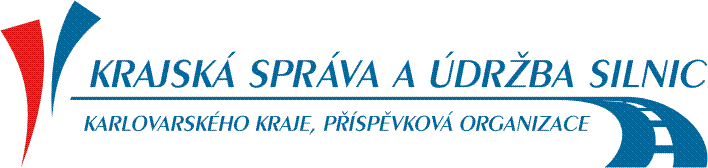 KRAJSKÁ SPRÁVA A ÚDRŽBA SILNIC
KARLOVARSKÉHO KRAJE, PŘÍSPĚVKOVÁ ORGANIZACE